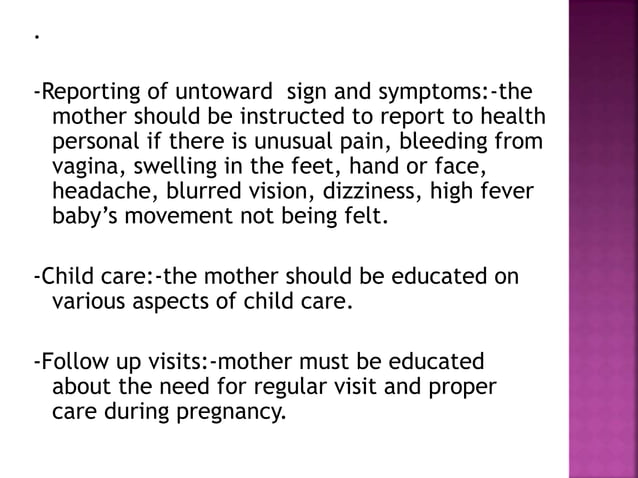 .
-Reporting of untoward  sign and symptoms:-the
mother should be instructed to report to health
personal if there is unusual pain, bleeding from
vagina, swelling in the feet, hand or face,
headache, blurred vision, dizziness, high fever
baby’s movement not being felt.
-Child care:-the mother should be educated on
various aspects of child care.
-Follow up visits:-mother must be educated
about the need for regular visit and proper
care during pregnancy.